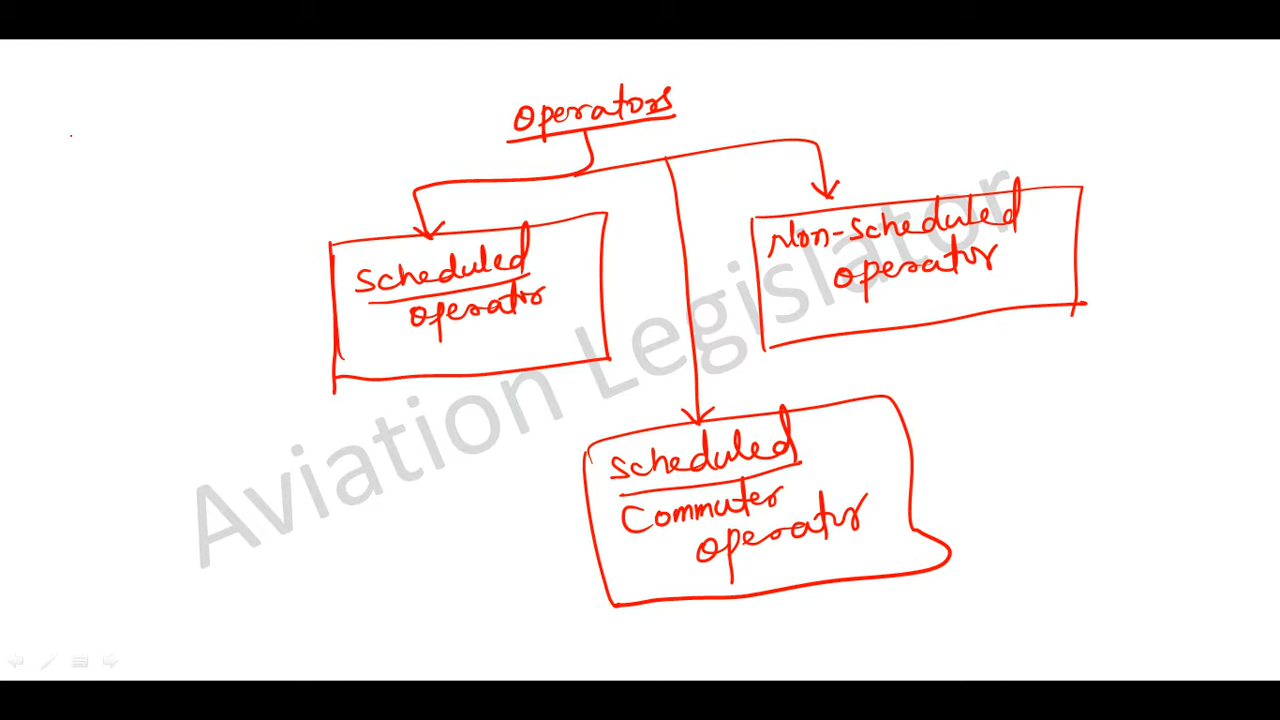 Operators
Scheduled
operator
Non-Scheduled
operator
Scheduled
Commuter
operator
Aviation Legislator